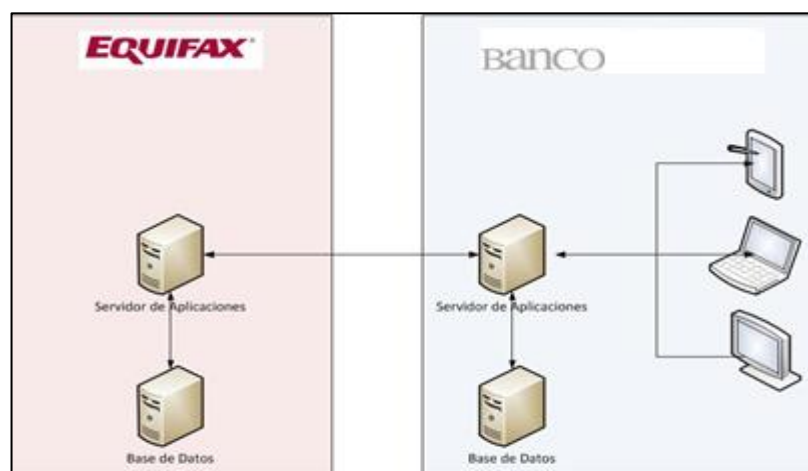 EQUIFAX
BANCO
Servidor de Aplicaciones
Servidor de Aplicaciones
Base de Datos
Base de Datos